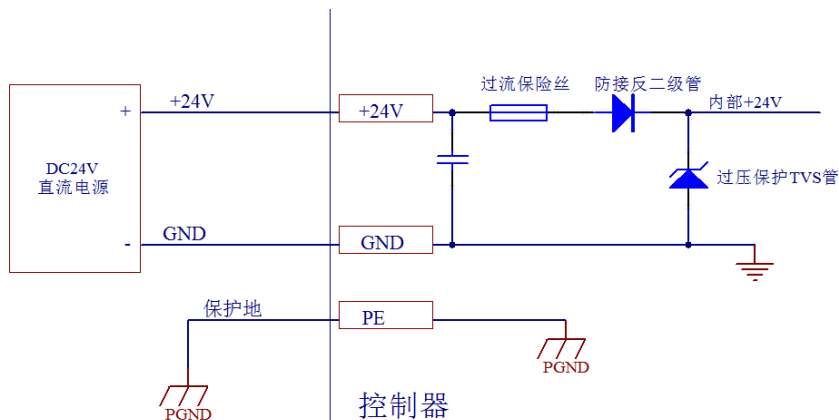 过流保险丝
防接反二级管
+
+24V
+24V
内部+24V
DC24V
直流电源
过压保护TVS管
-
GND
GND
保护地
PE
PGND
PGND
控制器